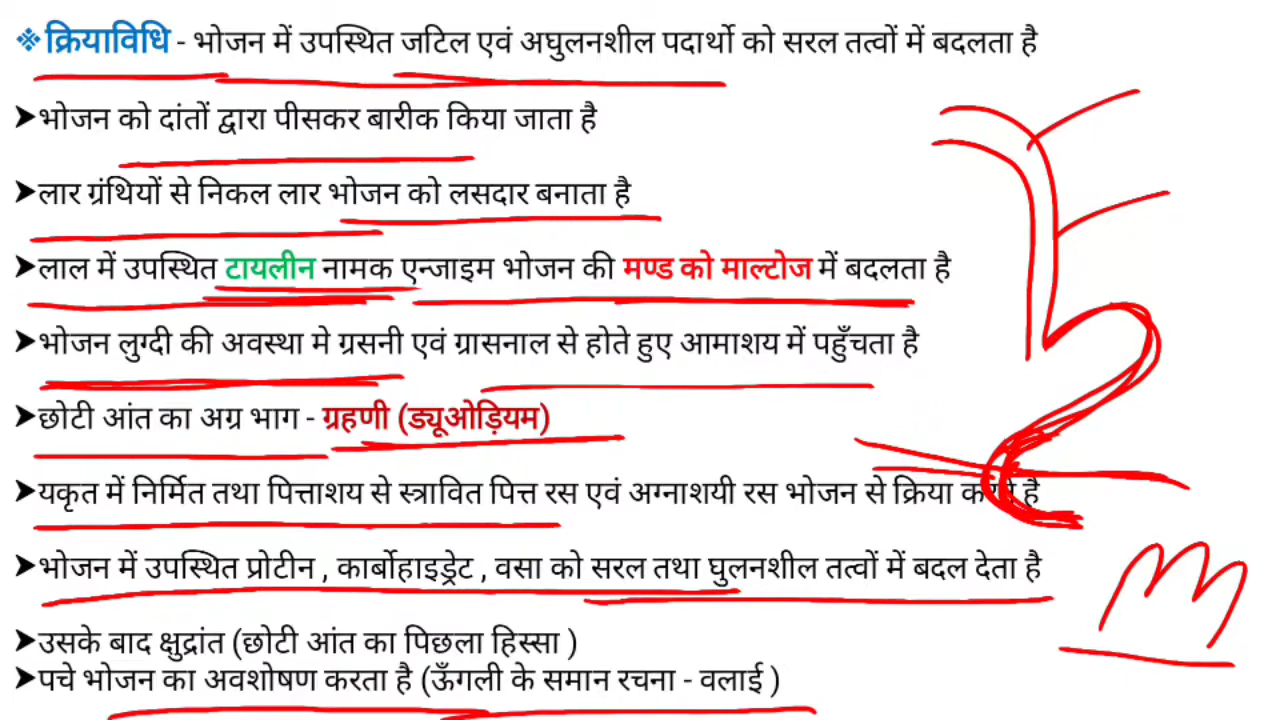 ❖क्रियाविधि - भोजन में उपस्थित जटिल एवं अघुलनशील पदार्थो को सरल तत्वों में बदलता है
➤भोजन को दांतों द्वारा पीसकर बारीक किया जाता है
➤लार ग्रंथियों से निकल लार भोजन को लसदार बनाता है
➤लाल में उपस्थित टायलीन नामक एन्जाइम भोजन की मण्ड को माल्टोज में बदलता है
➤भोजन लुग्दी की अवस्था मे ग्रसनी एवं ग्रासनाल से होते हुए आमाशय में पहुँचता है
➤छोटी आंत का अग्र भाग - ग्रहणी (ड्यूओड़ियम)
➤यकृत में निर्मित तथा पित्ताशय से स्त्रावित पित्त रस एवं अग्नाशयी रस भोजन से क्रिया करते है
➤भोजन में उपस्थित प्रोटीन , कार्बोहाइड्रेट , वसा को सरल तथा घुलनशील तत्वों में बदल देता है
➤उसके बाद क्षुद्रांत (छोटी आंत का पिछला हिस्सा )
➤पचे भोजन का अवशोषण करता है (ऊँगली के समान रचना - वलाई )